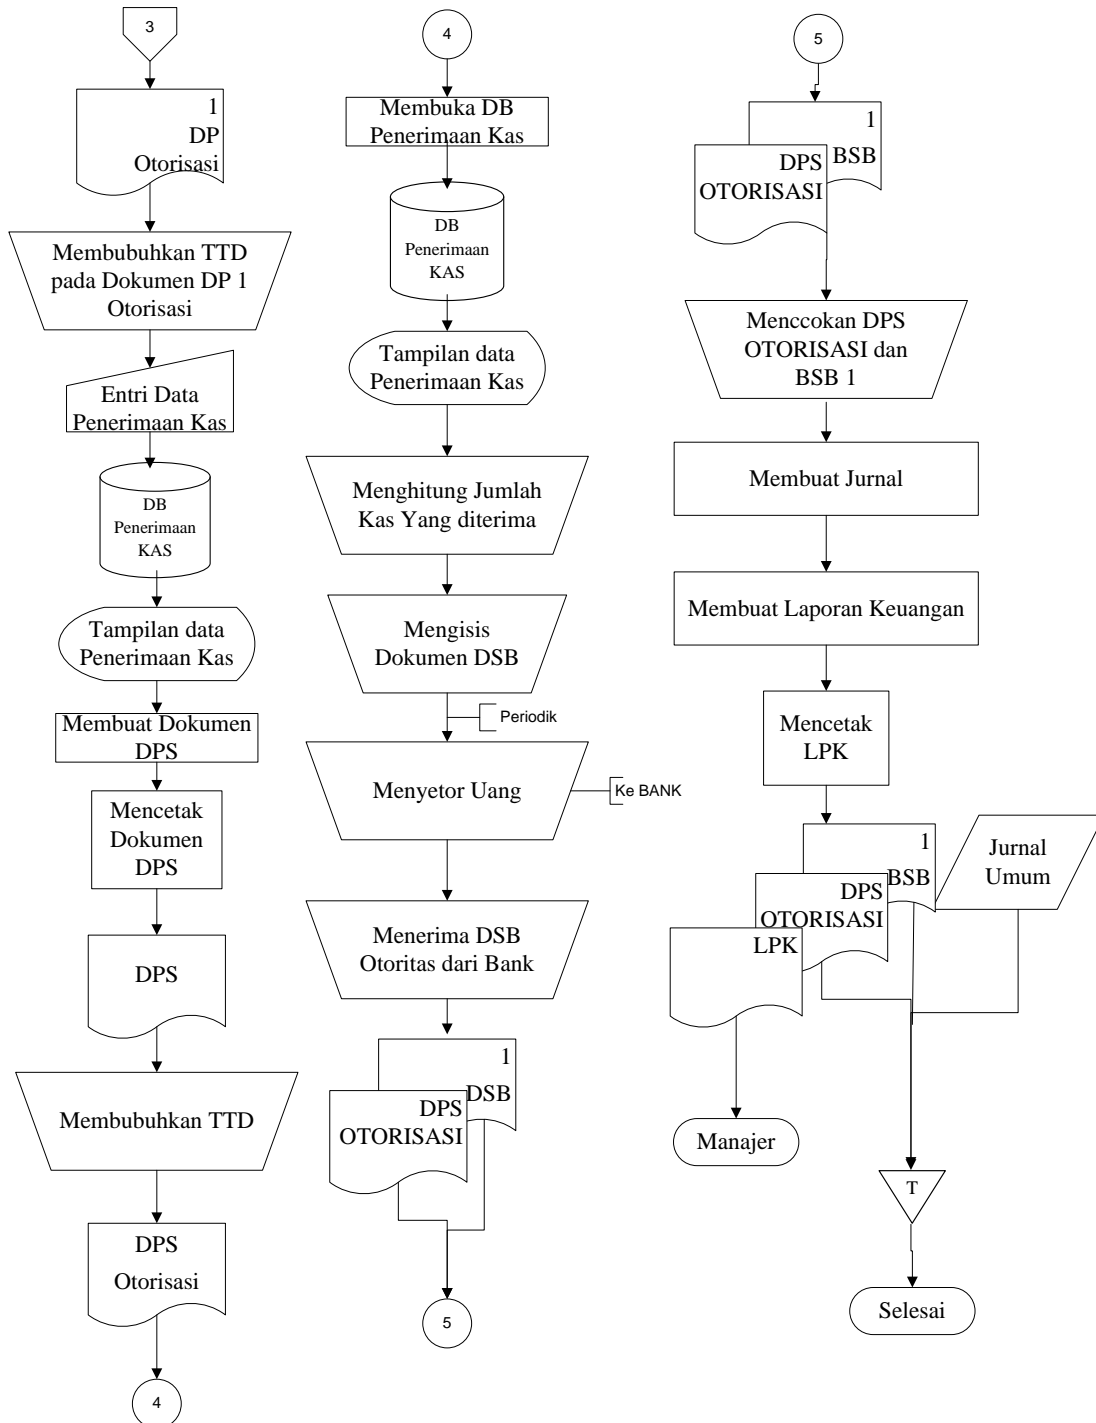 3
1
DP
Otorisasi
Membubuhkan TTD
pada Dokumen DP 1
Otorisasi
Entri Data
Penerimaan Kas
DB
Penerimaan
KAS
Tampilan data
Penerimaan Kas
Membuat Dokumen
DPS
Mencetak
Dokumen
DPS
DPS
Membubuhkan TTD
DPS
Otorisasi
4
4
Membuka DB
Penerimaan Kas
DB
Penerimaan
KAS
Tampilan data
Penerimaan Kas
Menghitung Jumlah
Kas Yang diterima
Mengisis
Dokumen DSB
Periodik
Menyetor Uang
Ke BANK
Menerima DSB
Otoritas dari Bank
1
DSB
DPS
OTORISASI
5
5
1
BSB
DPS
OTORISASI
Menccokan DPS
OTORISASI dan
BSB 1
Membuat Jurnal
Membuat Laporan Keuangan
Mencetak
LPK
1
BSB
DPS
OTORISASI
LPK
Jurnal
Umum
Manajer
T
Selesai